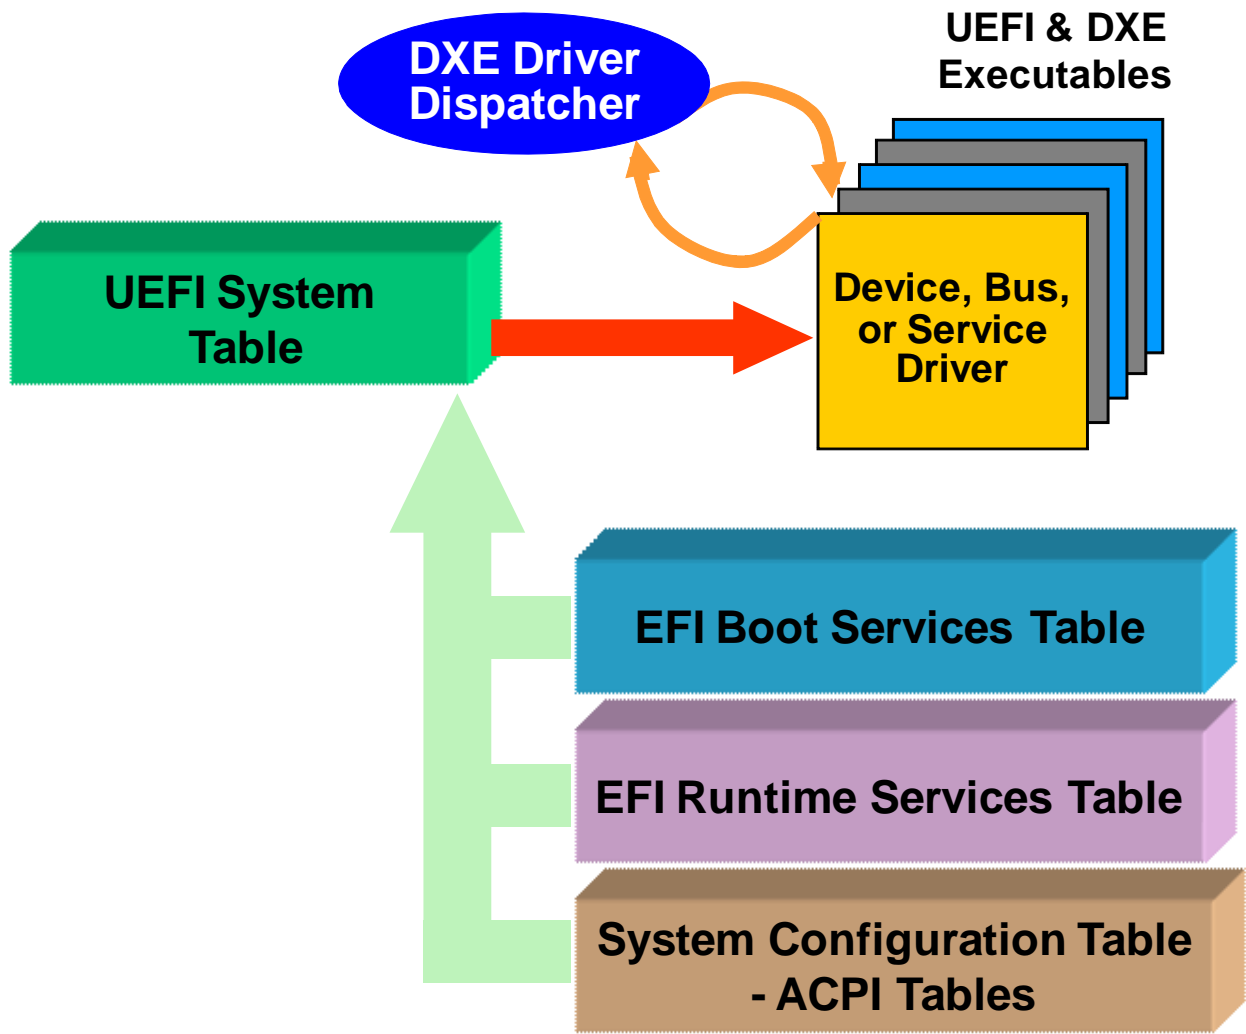 DXE Driver
Dispatcher
UEFI & DXE
Executables
UEFI System
Table
Device, Bus,
or Service
Driver
EFI Boot Services Table
EFI Runtime Services Table
System Configuration Table
- ACPI Tables